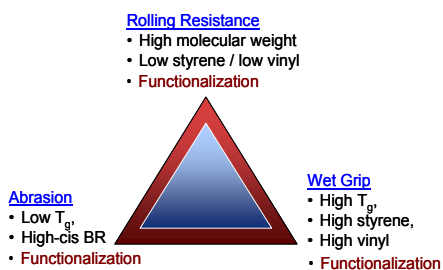 Rolling Resistance
• High molecular weight
• Low styrene / low vinyl
• Functionalization
Abrasion
• Low Tg,
• High-cis BR
• Functionalization
Wet Grip
• High Tg,
• High styrene,
• High vinyl
• Functionalization